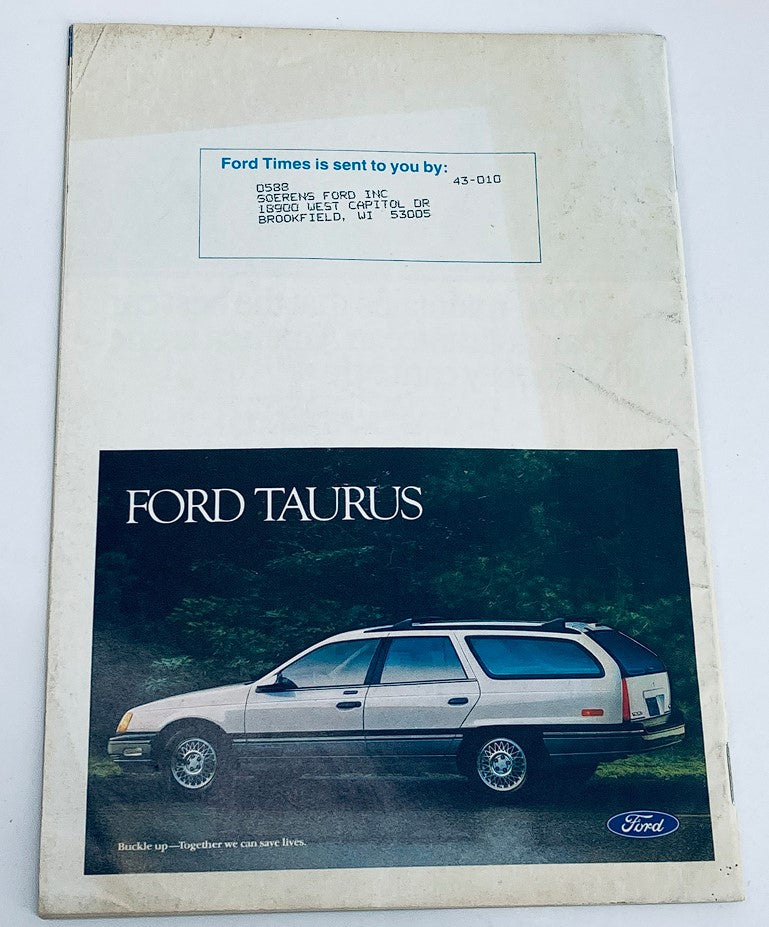 Ford Times is sent to you by:
0588 43-010
SOERENS FORD INC
18900 WEST CAPITOL DR
BROOKFIELD, WI 53005
FORD TAURUS
Ford
Buckle up—Together we can save lives.